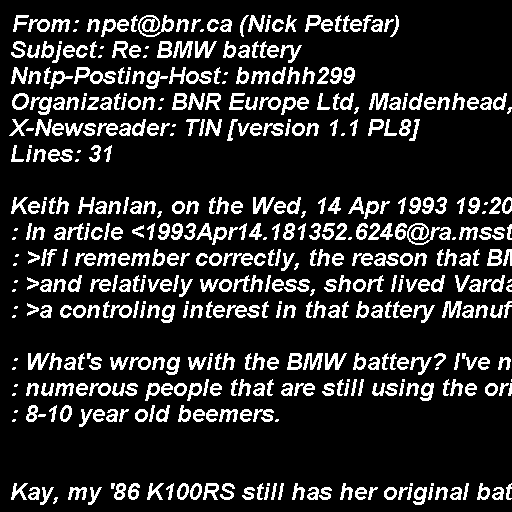 From: npet@bnr.ca (Nick Pettefar)
Subject: Re: BMW battery
Nntp-Posting-Host: bmdhh299
Organization: BNR Europe Ltd, Maidenhead,
X-Newsreader: TIN [version 1.1 PL8]
Lines: 31
Keith Hanlan, on the Wed, 14 Apr 1993 19:20
: In article <1993Apr14.181352.6246@ra.msst
: >If I remember correctly, the reason that BM
: >and relatively worthless, short lived Varda
: >a controling interest in that battery Manuf
: What's wrong with the BMW battery? I've n
: numerous people that are still using the ori
: 8-10 year old beemers.
Kay, my '86 K100RS still has her original bat